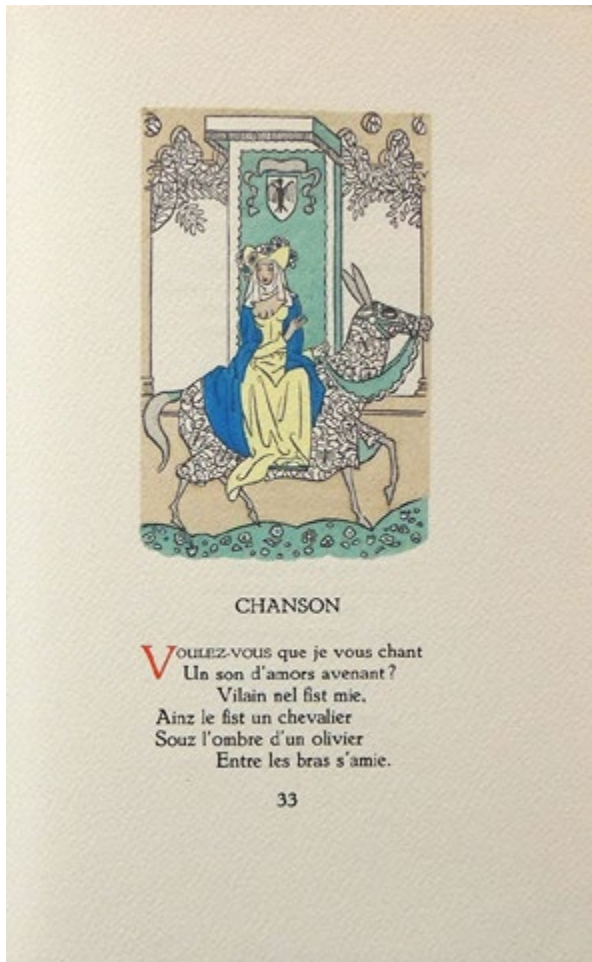 CHANSON
VOULEZ-VOUS que je vous chant
Un son d'amors avenant?
Vilain nel fist mie,
Ainz le fist un chevalier
Souz l'ombre d'un olivier
Entre les bras s'amie.
33